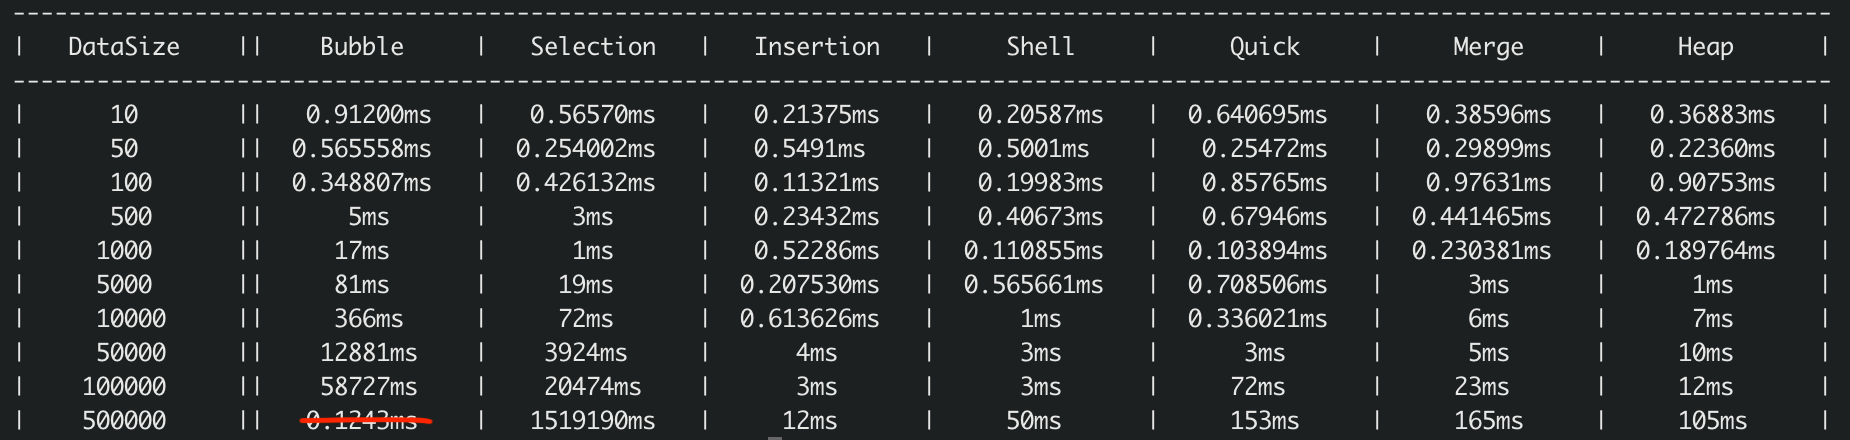 | DataSize || Bubble | Selection | Insertion | Shell | Quick | Merge | Heap |
| 10 || 0.91200ms | 0.56570ms | 0.21375ms | 0.20587ms | 0.640695ms | 0.38596ms | 0.36883ms |
| 50 || 0.565558ms | 0.254002ms | 0.5491ms | 0.5001ms | 0.25472ms | 0.29899ms | 0.22360ms |
| 100 || 0.348807ms | 0.426132ms | 0.11321ms | 0.19983ms | 0.85765ms | 0.97631ms | 0.90753ms |
| 500 || 5ms | 3ms | 0.23432ms | 0.40673ms | 0.67946ms | 0.441465ms | 0.472786ms |
| 1000 || 17ms | 1ms | 0.52286ms | 0.110855ms | 0.103894ms | 0.230381ms | 0.189764ms |
| 5000 || 81ms | 19ms | 0.207530ms | 0.565661ms | 0.708506ms | 3ms | 1ms |
| 10000 || 366ms | 72ms | 0.613626ms | 1ms | 0.336021ms | 6ms | 7ms |
| 50000 || 12881ms | 3924ms | 4ms | 3ms | 3ms | 5ms | 10ms |
| 100000 || 58727ms | 20474ms | 3ms | 3ms | 72ms | 23ms | 12ms |
| 500000 || 0.1243ms | 1519190ms | 12ms | 50ms | 153ms | 165ms | 105ms |